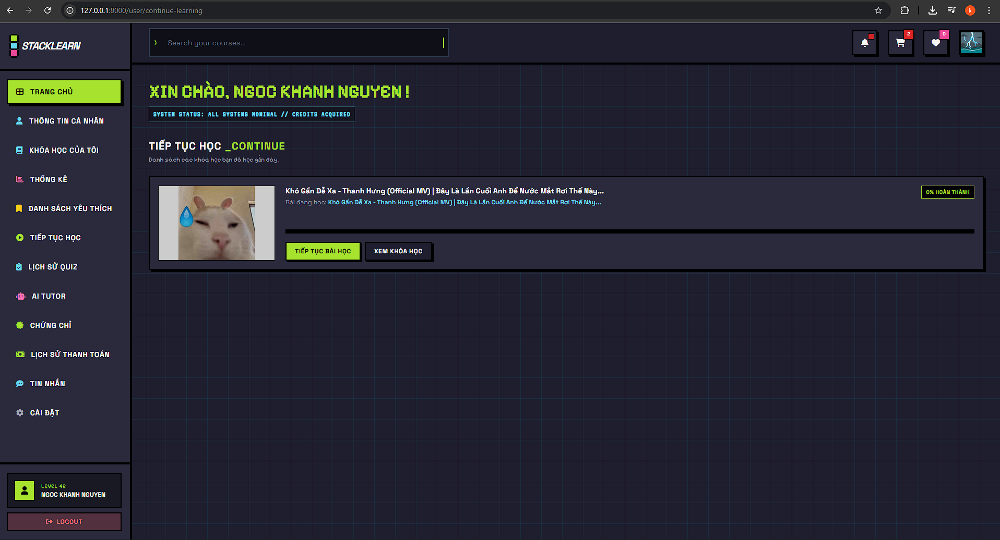 127.0.0.1:8000/user/continue-learning
k
STACKLEARN
Search your courses...
2
0
TRANG CHỦ
THÔNG TIN CÁ NHÂN
KHÓA HỌC CỦA TÔI
THỐNG KÊ
DANH SÁCH YÊU THÍCH
TIẾP TỤC HỌC
LỊCH SỬ QUIZ
AI TUTOR
CHỨNG CHỈ
LỊCH SỬ THANH TOÁN
TIN NHẮN
CÀI ĐẶT
LEVEL 42
NGOC KHANH NGUYEN
LOGOUT
XIN CHÀO, NGOC KHANH NGUYEN !
SYSTEM STATUS: ALL SYSTEMS NOMINAL // CREDITS ACQUIRED
TIẾP TỤC HỌC _CONTINUE
Danh sách các khóa học bạn đã học gần đây.
Khó Gần Dễ Xa - Thanh Hưng (Official MV) | Đây Là Lần Cuối Anh Để Nước Mắt Rơi Thế Này...
0% HOÀN THÀNH
Bài đang học: Khó Gần Dễ Xa - Thanh Hưng (Official MV) | Đây Là Lần Cuối Anh Để Nước Mắt Rơi Thế Này...
TIẾP TỤC BÀI HỌC
XEM KHÓA HỌC